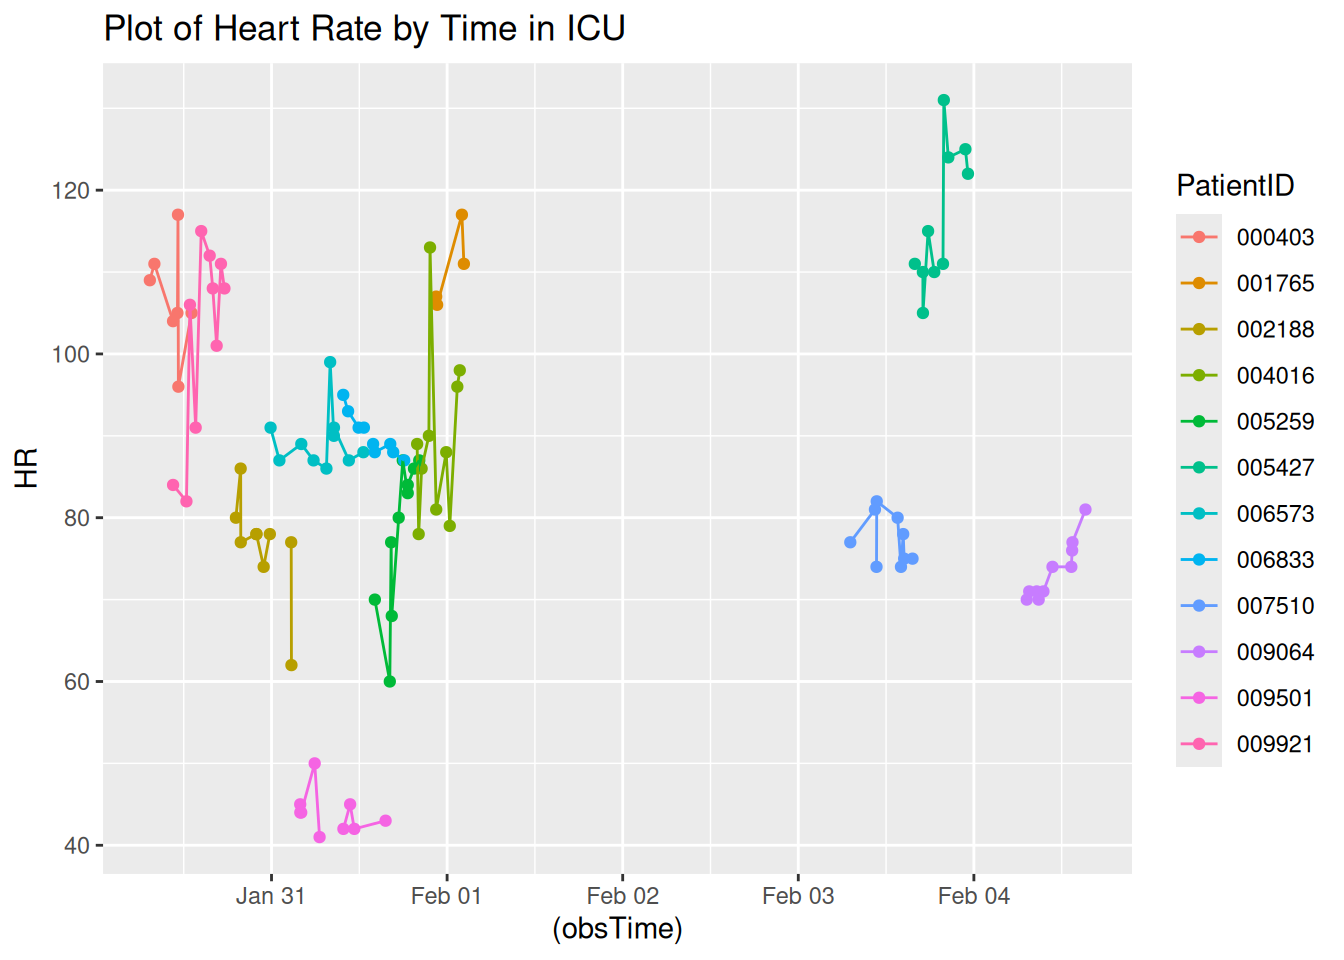 Plot of Heart Rate by Time in ICU
HR
120
100
80
60
40
Jan 31
Feb 01
Feb 02
Feb 03
Feb 04
(obsTime)
PatientID
000403
001765
002188
004016
005259
005427
006573
006833
007510
009064
009501
009921